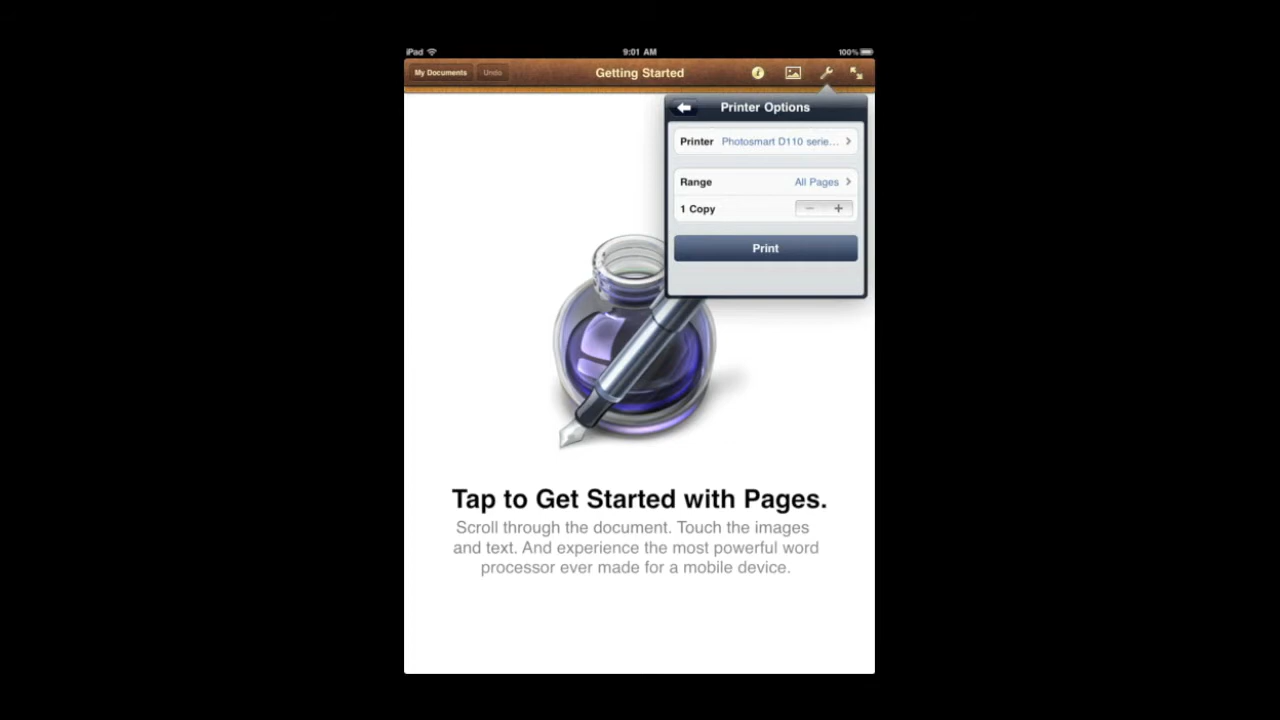 iPad 9:01 AM 100%
My Documents Undo Getting Started
Printer Options
Printer Photosmart D110 serie...
Range All Pages
1 Copy − +
Print
Tap to Get Started with Pages.
Scroll through the document. Touch the images
and text. And experience the most powerful word
processor ever made for a mobile device.